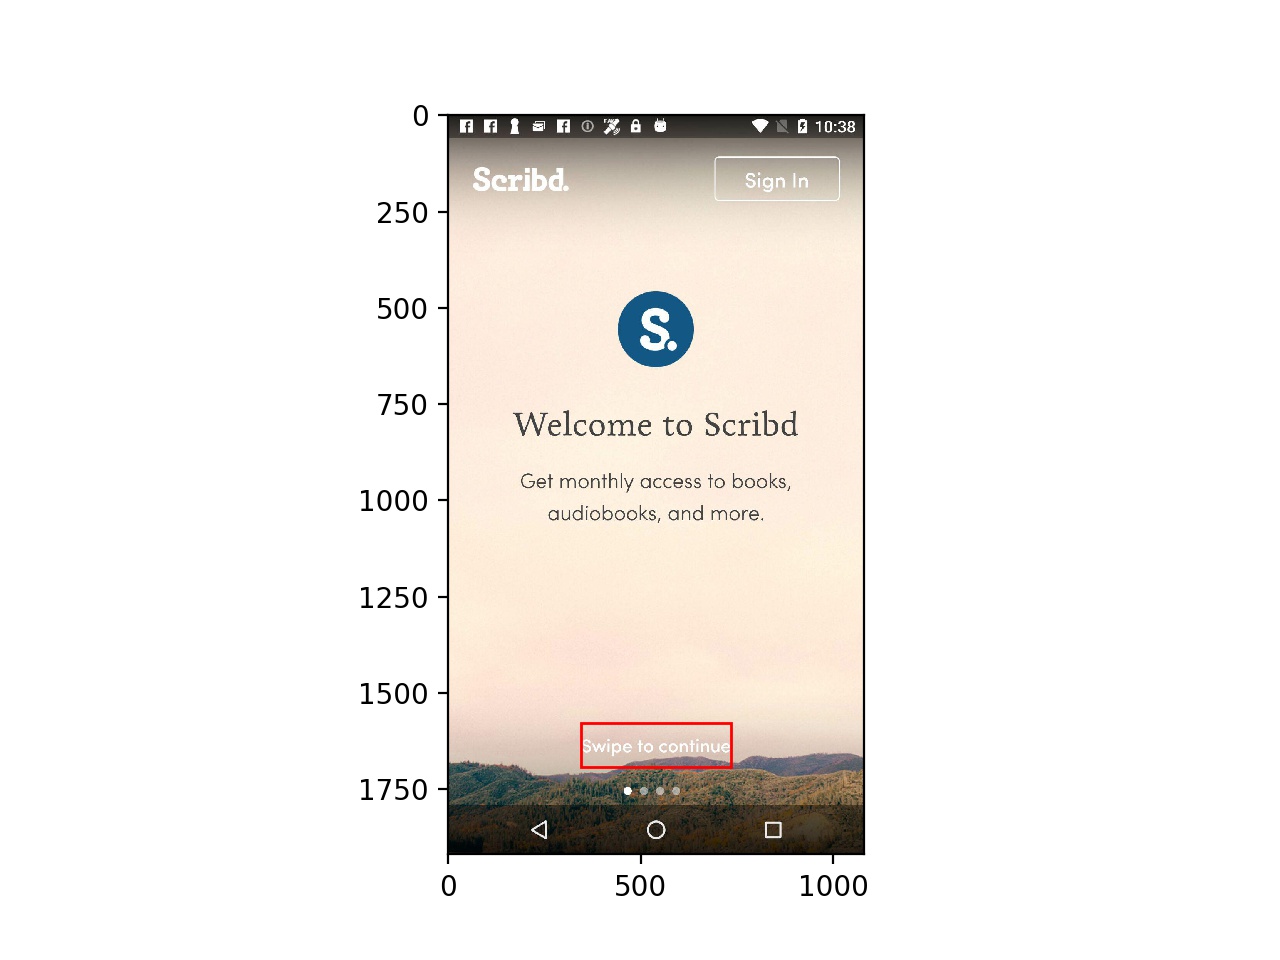 0
250
500
750
1000
1250
1500
1750
0
500
1000
10:38
Scribd.
Sign In
S.
Welcome to Scribd
Get monthly access to books,
audiobooks, and more.
Swipe to continue